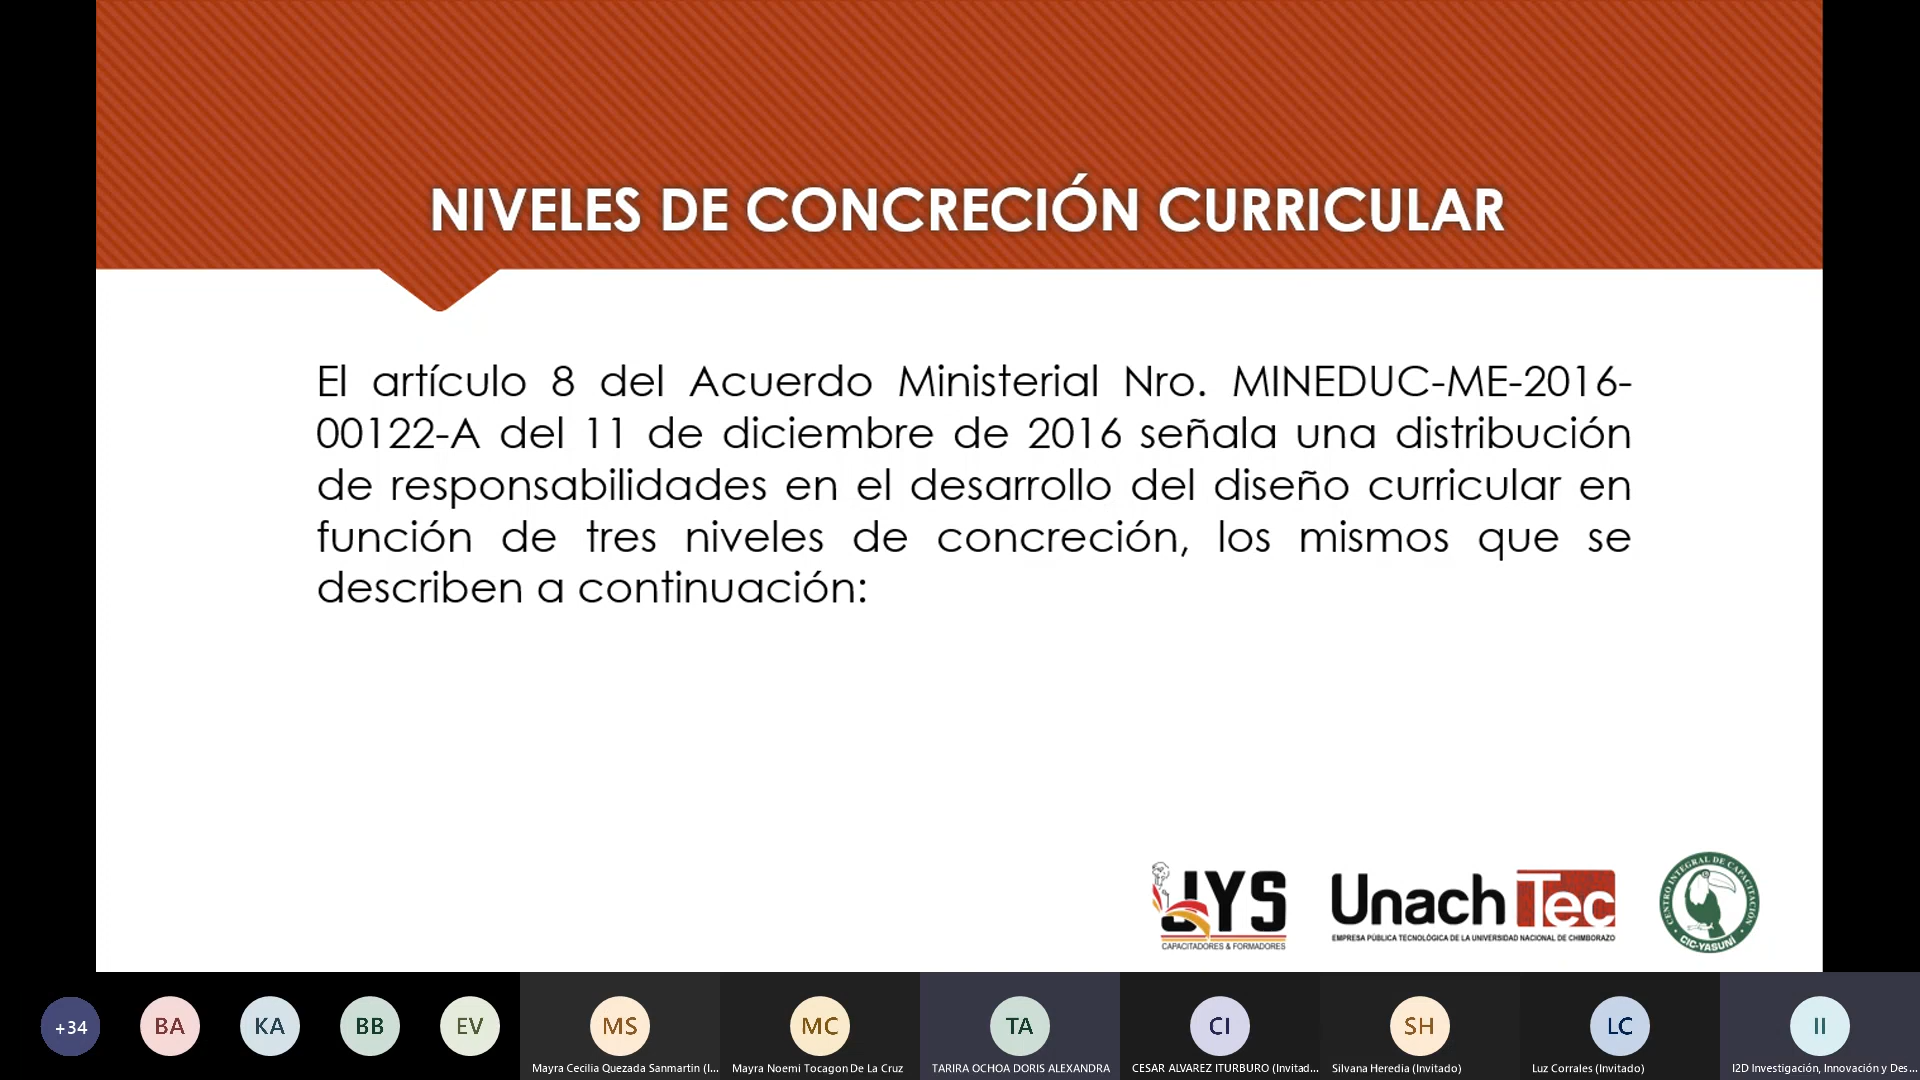 NIVELES DE CONCRECIÓN CURRICULAR
El artículo 8 del Acuerdo Ministerial Nro. MINEDUC-ME-2016-
00122-A del 11 de diciembre de 2016 señala una distribución
de responsabilidades en el desarrollo del diseño curricular en
función de tres niveles de concreción, los mismos que se
describen a continuación:
JYS
CAPACITADORES & FORMADORES
UnachTec
EMPRESA PÚBLICA TECNOLÓGICA DE LA UNIVERSIDAD NACIONAL DE CHIMBORAZO
CENTRO INTEGRAL DE CAPACITACIÓN
CIC-YASUNÍ
+34 BA KA BB EV MS MC TA CI SH LC II
Mayra Cecilia Quezada Sanmartin (I... Mayra Noemi Tocagon De La Cruz TARIRA OCHOA DORIS ALEXANDRA CESAR ALVAREZ ITURBURO (Invitad... Silvana Heredia (Invitado) Luz Corrales (Invitado) I2D Investigación, Innovación y Des...